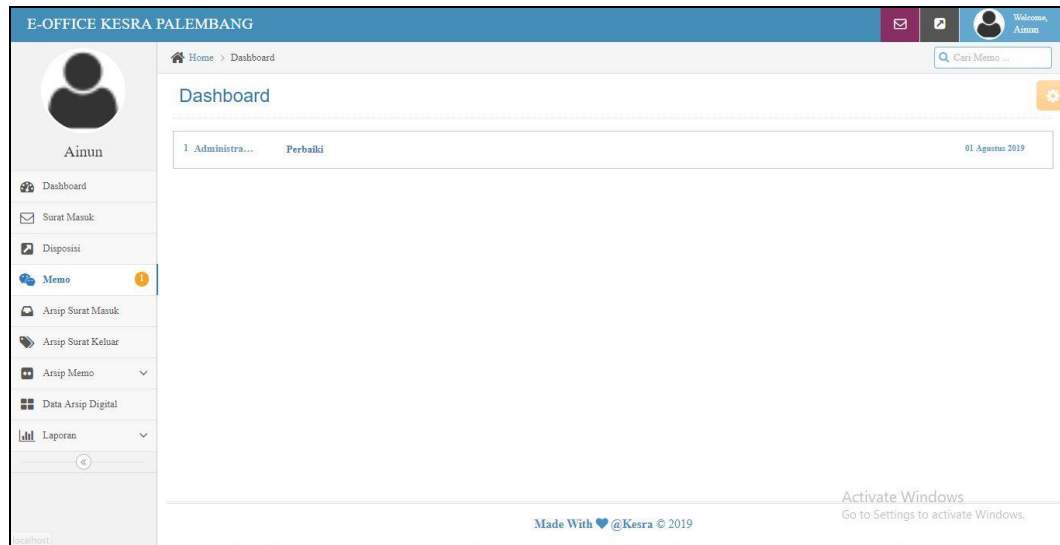 E-OFFICE KESRA PALEMBANG
Welcome,
Ainun
Home > Dashboard
Cari Memo ...
Dashboard
Ainun
1 Administra... Perbaiki 01 Agustus 2019
Dashboard
Surat Masuk
Disposisi
Memo 1
Arsip Surat Masuk
Arsip Surat Keluar
Arsip Memo
Data Arsip Digital
Laporan
Activate Windows
Go to Settings to activate Windows.
Made With @Kesra © 2019
localhost